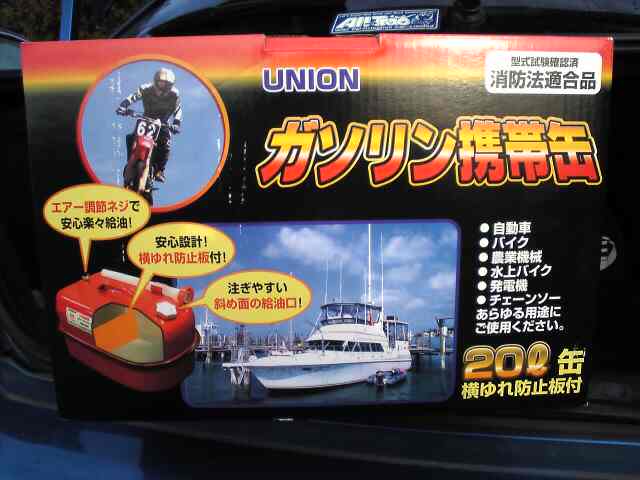 UNION
型式試験確認済
消防法適合品
ガソリン携帯缶
62
エアー調節ネジで
安心楽々給油!
安心設計!
横ゆれ防止板付!
注ぎやすい
斜め面の給油口!
●自動車
●バイク
●農業機械
●水上バイク
●発電機
●チェーンソー
あらゆる用途に
ご使用ください。
20ℓ缶
横ゆれ防止板付